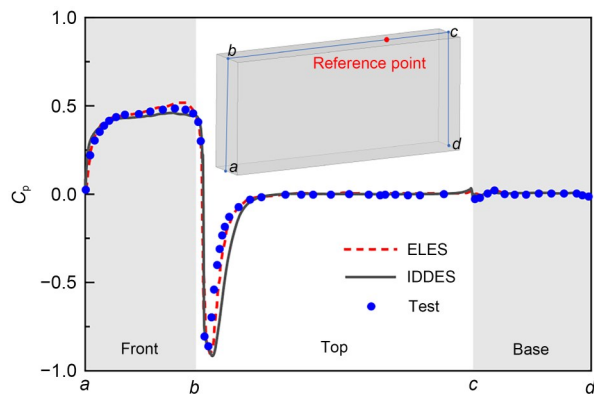 1.0
0.5
0.0
−0.5
−1.0
Cp
b
c
Reference point
a
d
ELES
IDDES
Test
Front
Top
Base
a
b
c
d